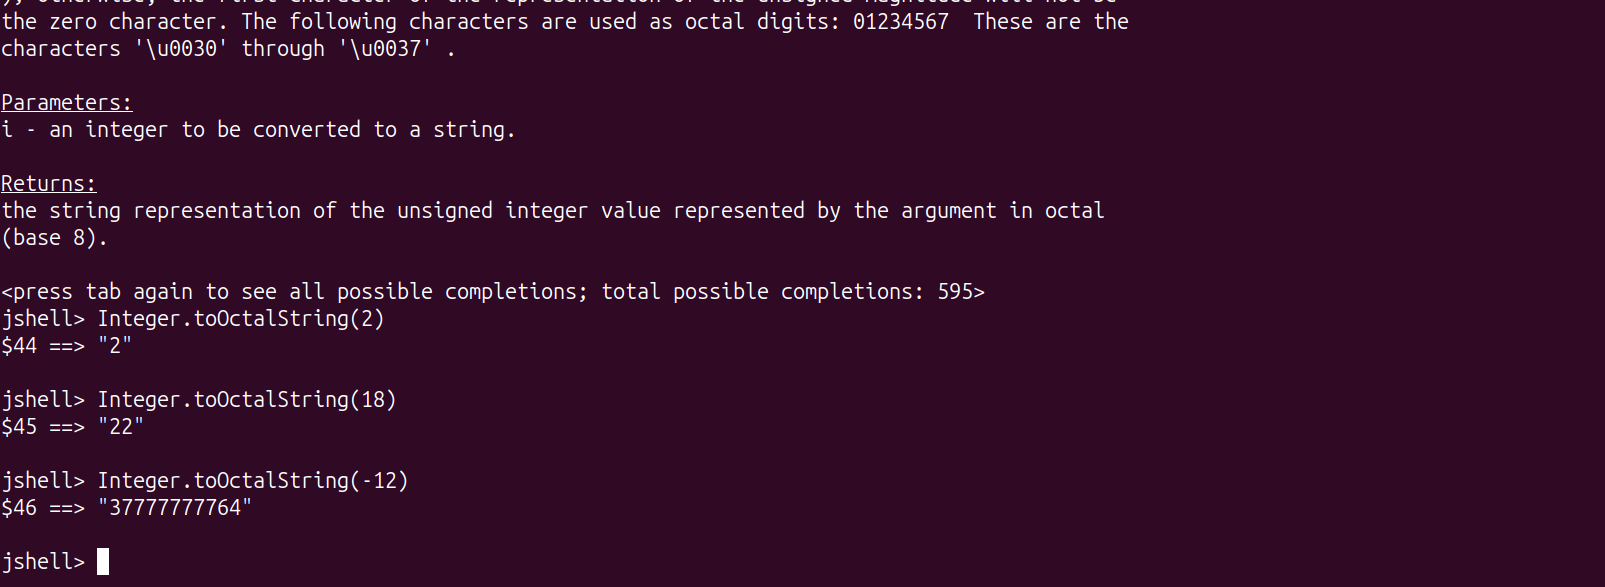 the zero character. The following characters are used as octal digits: 01234567  These are the
characters '\u0030' through '\u0037' .
Parameters:
i - an integer to be converted to a string.
Returns:
the string representation of the unsigned integer value represented by the argument in octal
(base 8).
<press tab again to see all possible completions; total possible completions: 595>
jshell> Integer.toOctalString(2)
$44 ==> "2"
jshell> Integer.toOctalString(18)
$45 ==> "22"
jshell> Integer.toOctalString(-12)
$46 ==> "37777777764"
jshell>